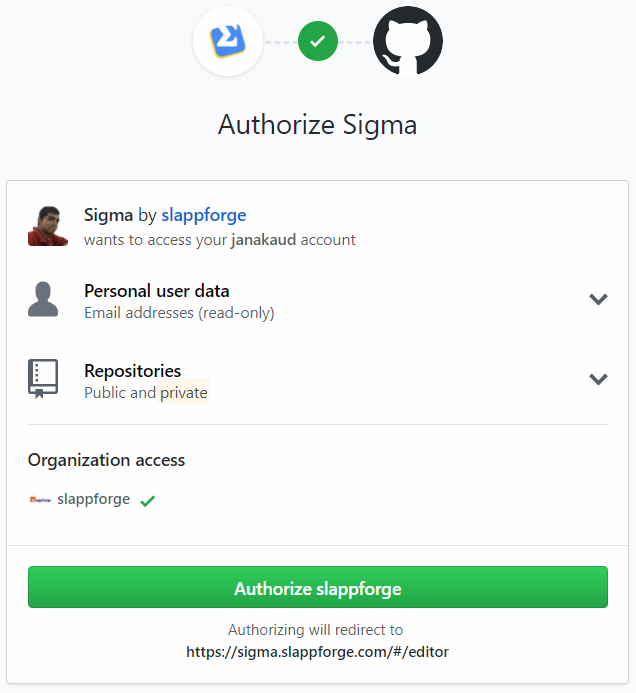 Authorize Sigma
Sigma by slappforge
wants to access your janakaud account
Personal user data
Email addresses (read-only)
Repositories
Public and private
Organization access
slappforge
Authorize slappforge
Authorizing will redirect to
https://sigma.slappforge.com/#/editor